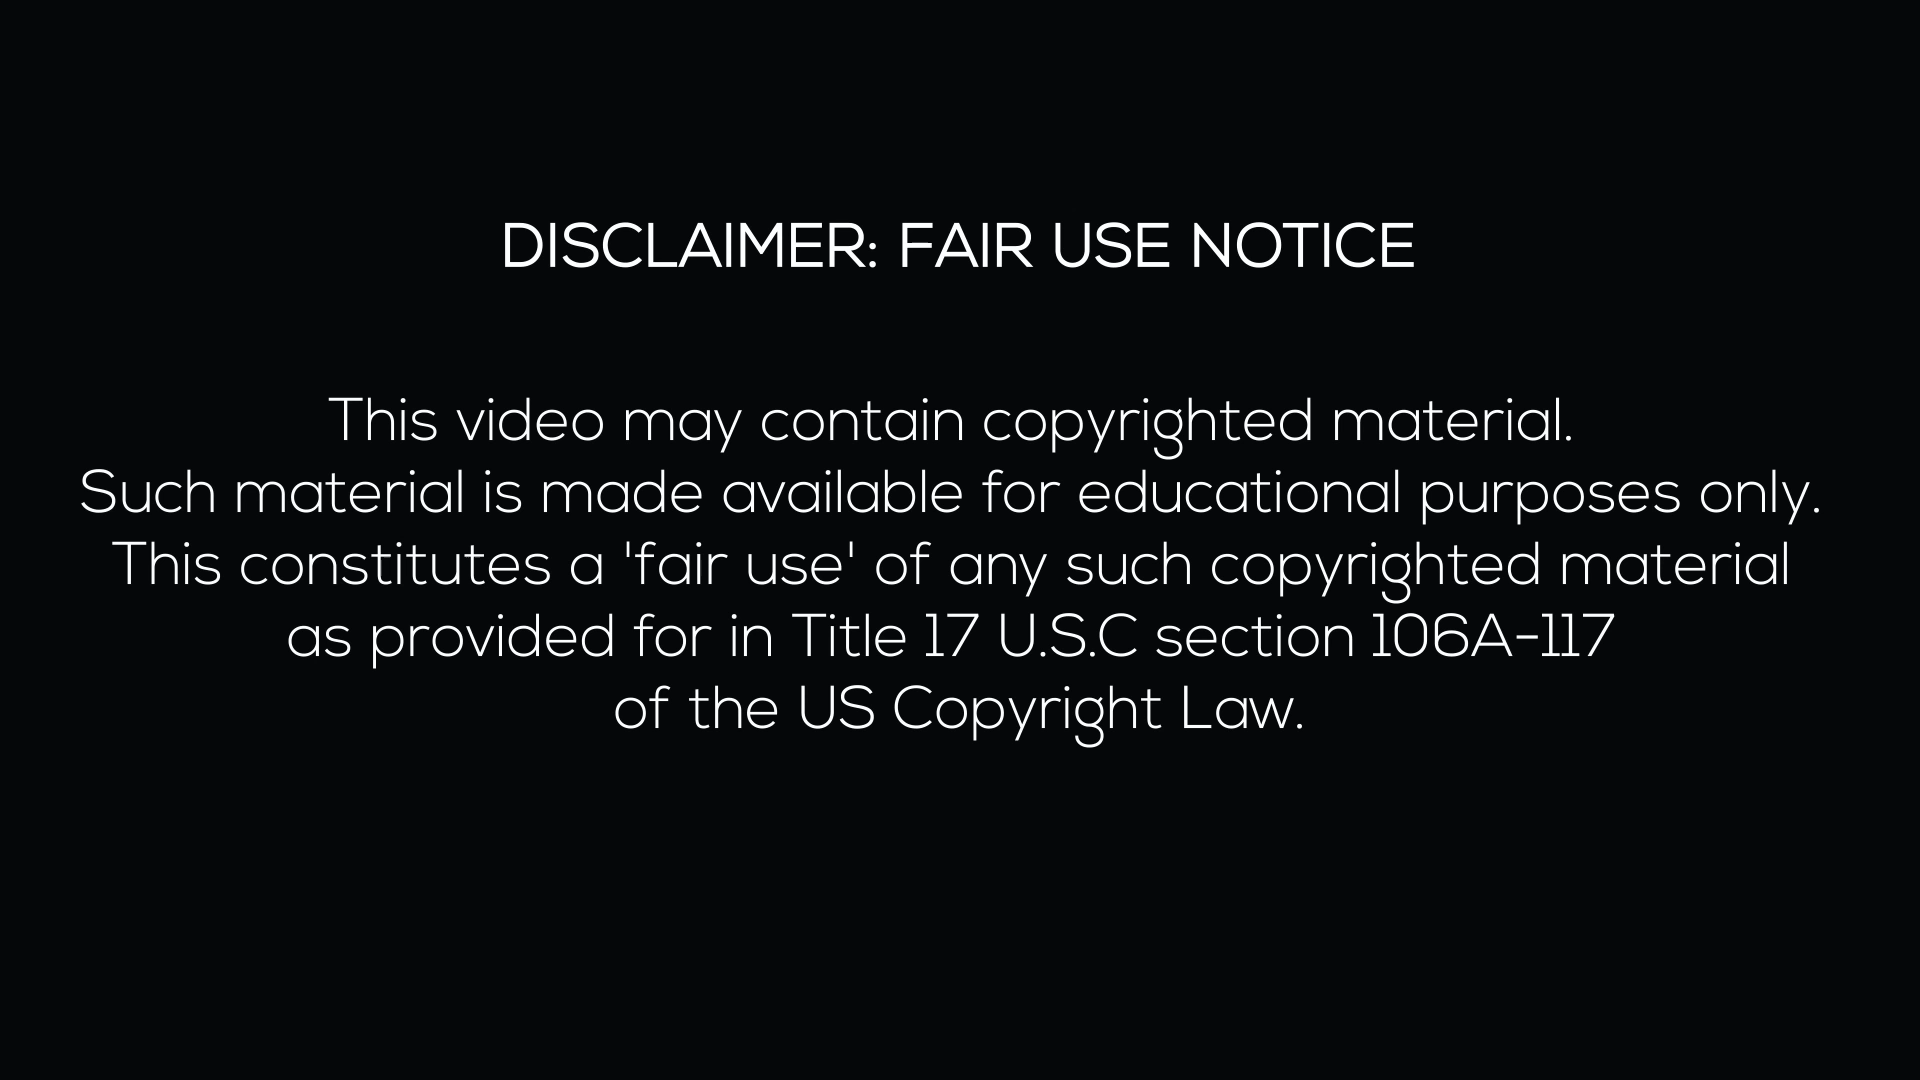 DISCLAIMER: FAIR USE NOTICE
This video may contain copyrighted material.
Such material is made available for educational purposes only.
This constitutes a 'fair use' of any such copyrighted material
as provided for in Title 17 U.S.C section 106A-117
of the US Copyright Law.